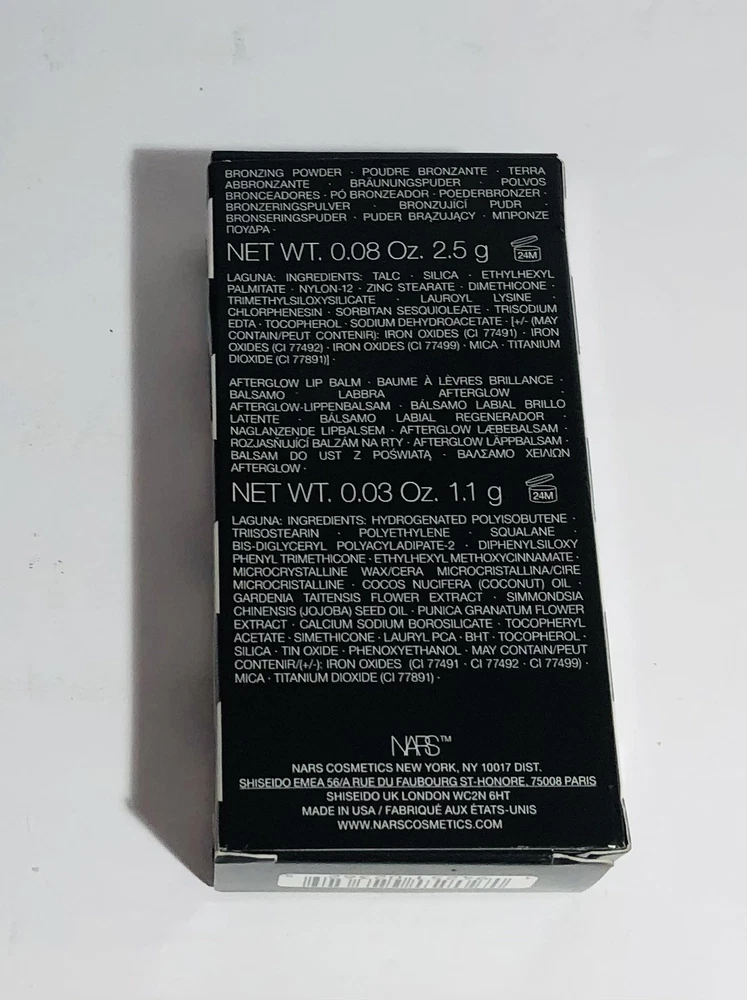 BRONZING POWDER · POUDRE BRONZANTE · TERRA
ABBRONZANTE · BRÄUNUNGSPUDER · POLVOS
BRONCEADORES · PÓ BRONZEADOR · POEDERBRONZER ·
BRONZERINGSPULVER · BRONZUJÍCÍ PUDR ·
BRONSERINGSPUDER · PUDER BRĄZUJĄCY · ΜΠΡΟΝΖΕ
ΠΟΥΔΡΑ ·
NET WT. 0.08 Oz. 2.5 g 24M
LAGUNA: INGREDIENTS: TALC · SILICA · ETHYLHEXYL
PALMITATE · NYLON-12 · ZINC STEARATE · DIMETHICONE ·
TRIMETHYLSILOXYSILICATE · LAUROYL LYSINE ·
CHLORPHENESIN · SORBITAN SESQUIOLEATE · TRISODIUM
EDTA · TOCOPHEROL · SODIUM DEHYDROACETATE · [+/- (MAY
CONTAIN/PEUT CONTENIR): IRON OXIDES (CI 77491) · IRON
OXIDES (CI 77492) · IRON OXIDES (CI 77499) · MICA · TITANIUM
DIOXIDE (CI 77891)] ·
AFTERGLOW LIP BALM · BAUME À LÈVRES BRILLANCE ·
BALSAMO LABBRA AFTERGLOW ·
AFTERGLOW-LIPPENBALSAM · BÁLSAMO LABIAL BRILLO
LATENTE · BÁLSAMO LABIAL REGENERADOR ·
NAGLANZENDE LIPBALSEM · AFTERGLOW LÆBEBALSAM ·
ROZJASŇUJÍCÍ BALZÁM NA RTY · AFTERGLOW LÄPPBALSAM ·
BALSAM DO UST Z POŚWIATĄ · ΒΑΛΣΑΜΟ ΧΕΙΛΙΩΝ
AFTERGLOW ·
NET WT. 0.03 Oz. 1.1 g 24M
LAGUNA: INGREDIENTS: HYDROGENATED POLYISOBUTENE ·
TRIISOSTEARIN · POLYETHYLENE · SQUALANE ·
BIS-DIGLYCERYL POLYACYLADIPATE-2 · DIPHENYLSILOXY
PHENYL TRIMETHICONE · ETHYLHEXYL METHOXYCINNAMATE ·
MICROCRYSTALLINE WAX/CERA MICROCRISTALLINA/CIRE
MICROCRISTALLINE · COCOS NUCIFERA (COCONUT) OIL ·
GARDENIA TAITENSIS FLOWER EXTRACT · SIMMONDSIA
CHINENSIS (JOJOBA) SEED OIL · PUNICA GRANATUM FLOWER
EXTRACT · CALCIUM SODIUM BOROSILICATE · TOCOPHERYL
ACETATE · SIMETHICONE · LAURYL PCA · BHT · TOCOPHEROL ·
SILICA · TIN OXIDE · PHENOXYETHANOL · MAY CONTAIN/PEUT
CONTENIR/(+/-): IRON OXIDES (CI 77491 · CI 77492 · CI 77499) ·
MICA · TITANIUM DIOXIDE (CI 77891) ·
NARS™
NARS COSMETICS NEW YORK, NY 10017 DIST.
SHISEIDO EMEA 56/A RUE DU FAUBOURG ST-HONORE, 75008 PARIS
SHISEIDO UK LONDON WC2N 6HT
MADE IN USA / FABRIQUÉ AUX ÉTATS-UNIS
WWW.NARSCOSMETICS.COM